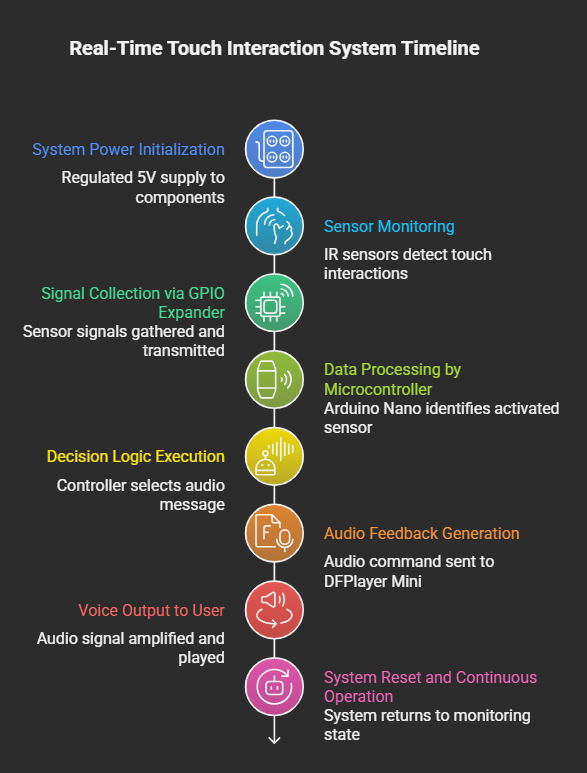 Real-Time Touch Interaction System Timeline
System Power Initialization
Regulated 5V supply to
components
Sensor Monitoring
IR sensors detect touch
interactions
Signal Collection via GPIO
Expander
Sensor signals gathered and
transmitted
Data Processing by
Microcontroller
Arduino Nano identifies activated
sensor
Decision Logic Execution
Controller selects audio
message
F
Audio Feedback Generation
Audio command sent to
DFPlayer Mini
Voice Output to User
Audio signal amplified and
played
System Reset and Continuous
Operation
System returns to monitoring
state